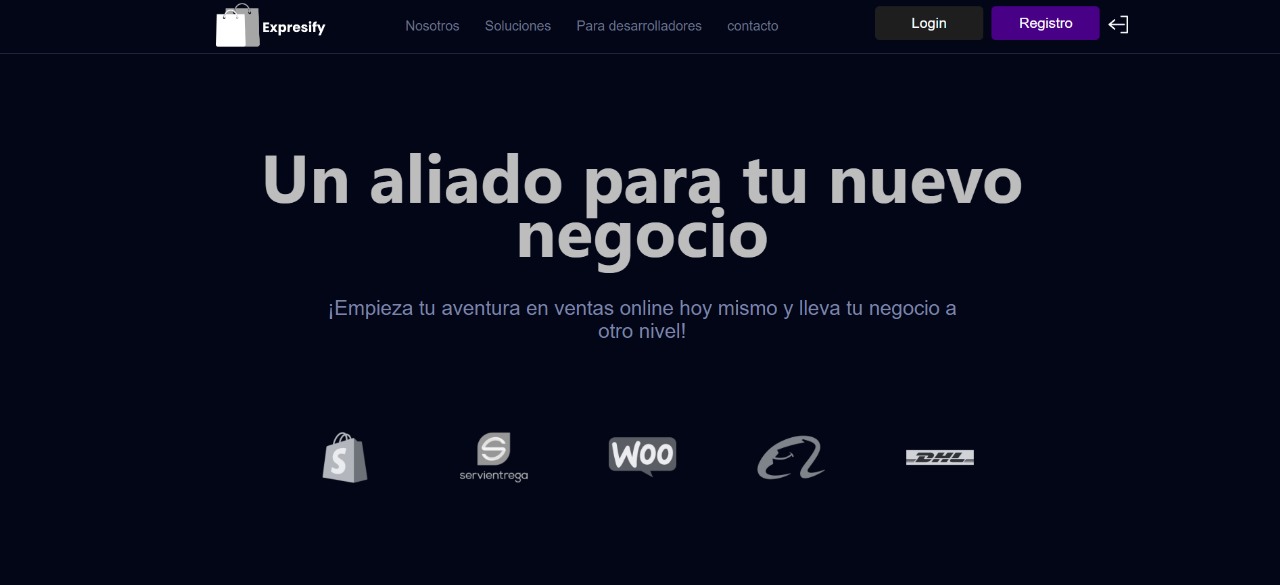 Expresify
Nosotros Soluciones Para desarrolladores contacto
Login Registro
Un aliado para tu nuevo
negocio
¡Empieza tu aventura en ventas online hoy mismo y lleva tu negocio a
otro nivel!
S servientrega Woo DHL